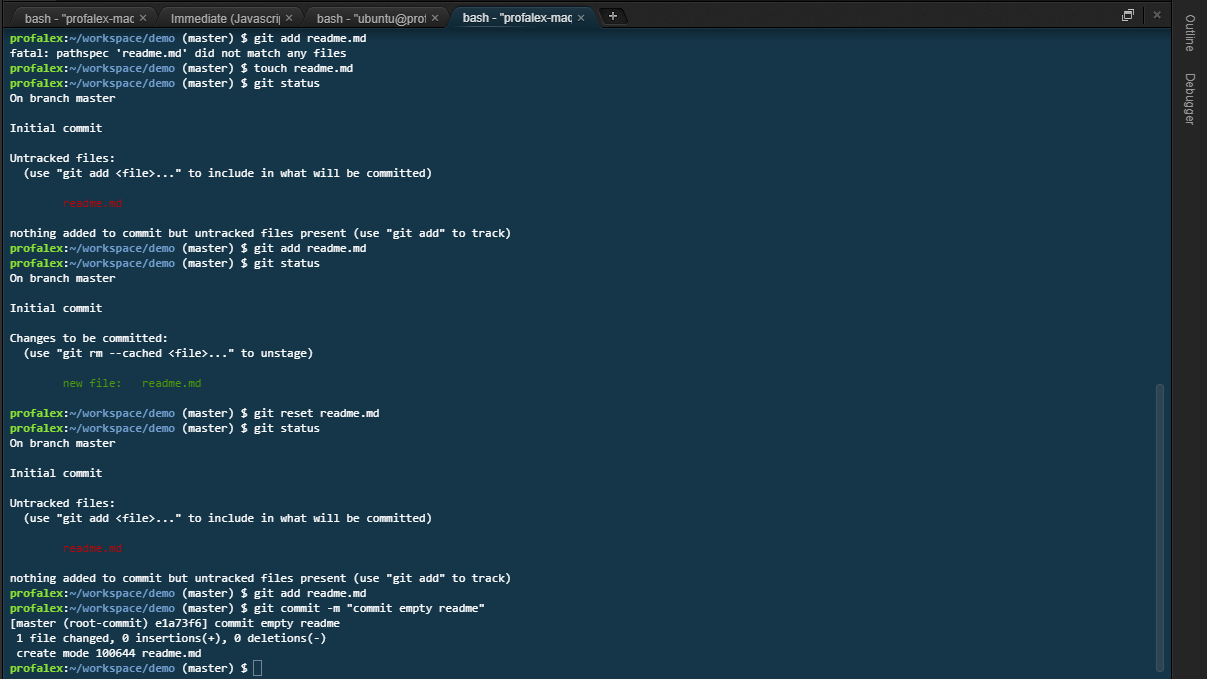 bash - "profalex-mac
Immediate (Javascrip
bash - "ubuntu@prof
bash - "profalex-mac
Outline
Debugger
profalex:~/workspace/demo (master) $ git add readme.md
fatal: pathspec 'readme.md' did not match any files
profalex:~/workspace/demo (master) $ touch readme.md
profalex:~/workspace/demo (master) $ git status
On branch master
Initial commit
Untracked files:
  (use "git add <file>..." to include in what will be committed)
        readme.md
nothing added to commit but untracked files present (use "git add" to track)
profalex:~/workspace/demo (master) $ git add readme.md
profalex:~/workspace/demo (master) $ git status
On branch master
Initial commit
Changes to be committed:
  (use "git rm --cached <file>..." to unstage)
        new file:   readme.md
profalex:~/workspace/demo (master) $ git reset readme.md
profalex:~/workspace/demo (master) $ git status
On branch master
Initial commit
Untracked files:
  (use "git add <file>..." to include in what will be committed)
        readme.md
nothing added to commit but untracked files present (use "git add" to track)
profalex:~/workspace/demo (master) $ git add readme.md
profalex:~/workspace/demo (master) $ git commit -m "commit empty readme"
[master (root-commit) e1a73f6] commit empty readme
 1 file changed, 0 insertions(+), 0 deletions(-)
 create mode 100644 readme.md
profalex:~/workspace/demo (master) $